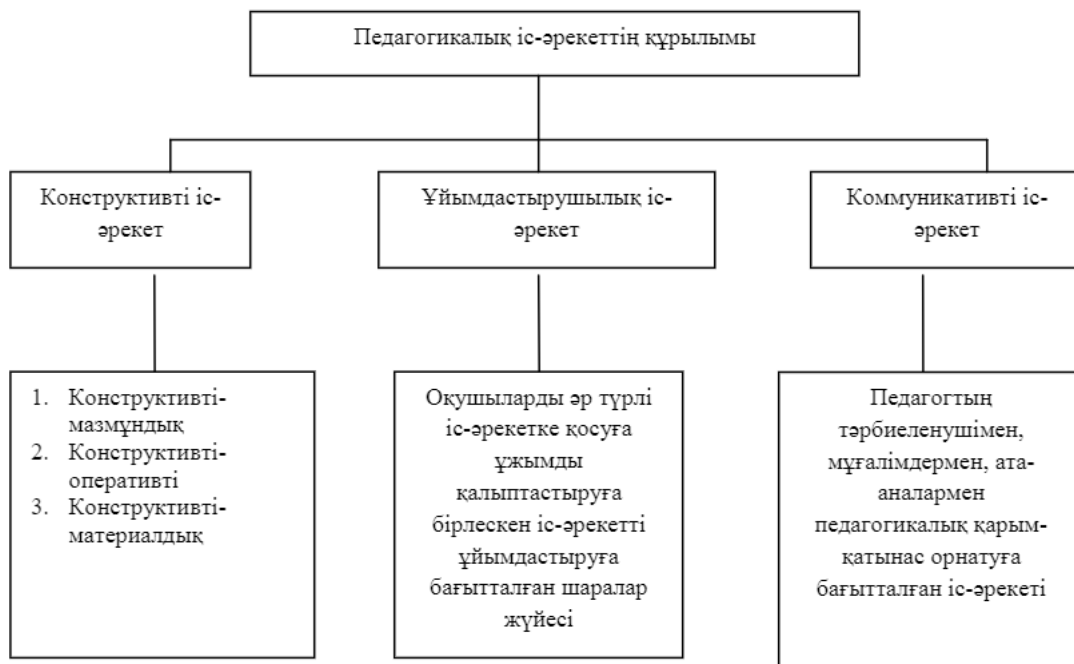 Педагогикалық іс-әрекеттің құрылымы
Конструктивті іс-
әрекет
Ұйымдастырушылық іс-
әрекет
Коммуникативті іс-
әрекет
1. Конструктивті-
мазмұндық
2. Конструктивті-
оперативті
3. Конструктивті-
материалдық
Оқушыларды әр түрлі
іс-әрекетке қосуға
ұжымды
қалыптастыруға
бірлескен іс-әрекетті
ұйымдастыруға
бағытталған шаралар
жүйесі
Педагогтың
тәрбиеленушімен,
мұғалімдермен, ата-
аналармен
педагогикалық қарым-
қатынас орнатуға
бағытталған іс-әрекеті